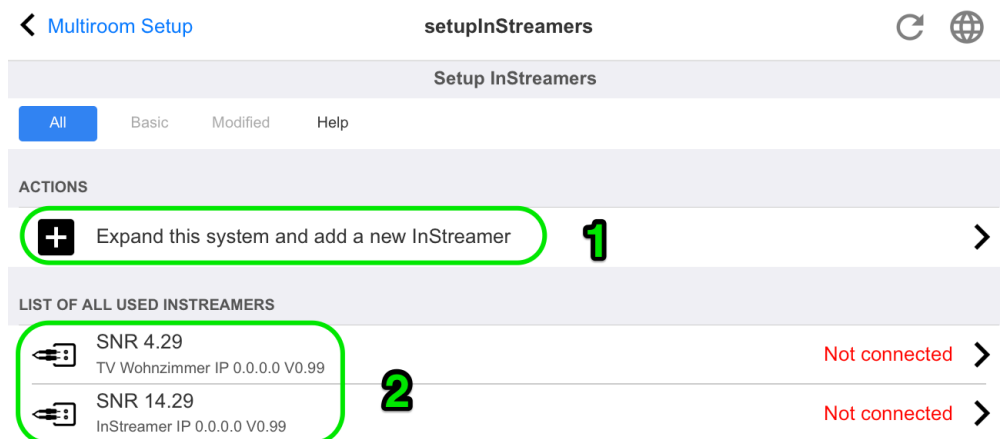 Multiroom Setup setupInStreamers
Setup InStreamers
All Basic Modified Help
ACTIONS
Expand this system and add a new InStreamer 1
LIST OF ALL USED INSTREAMERS
SNR 4.29
TV Wohnzimmer IP 0.0.0.0 V0.99
Not connected
2
SNR 14.29
InStreamer IP 0.0.0.0 V0.99
Not connected